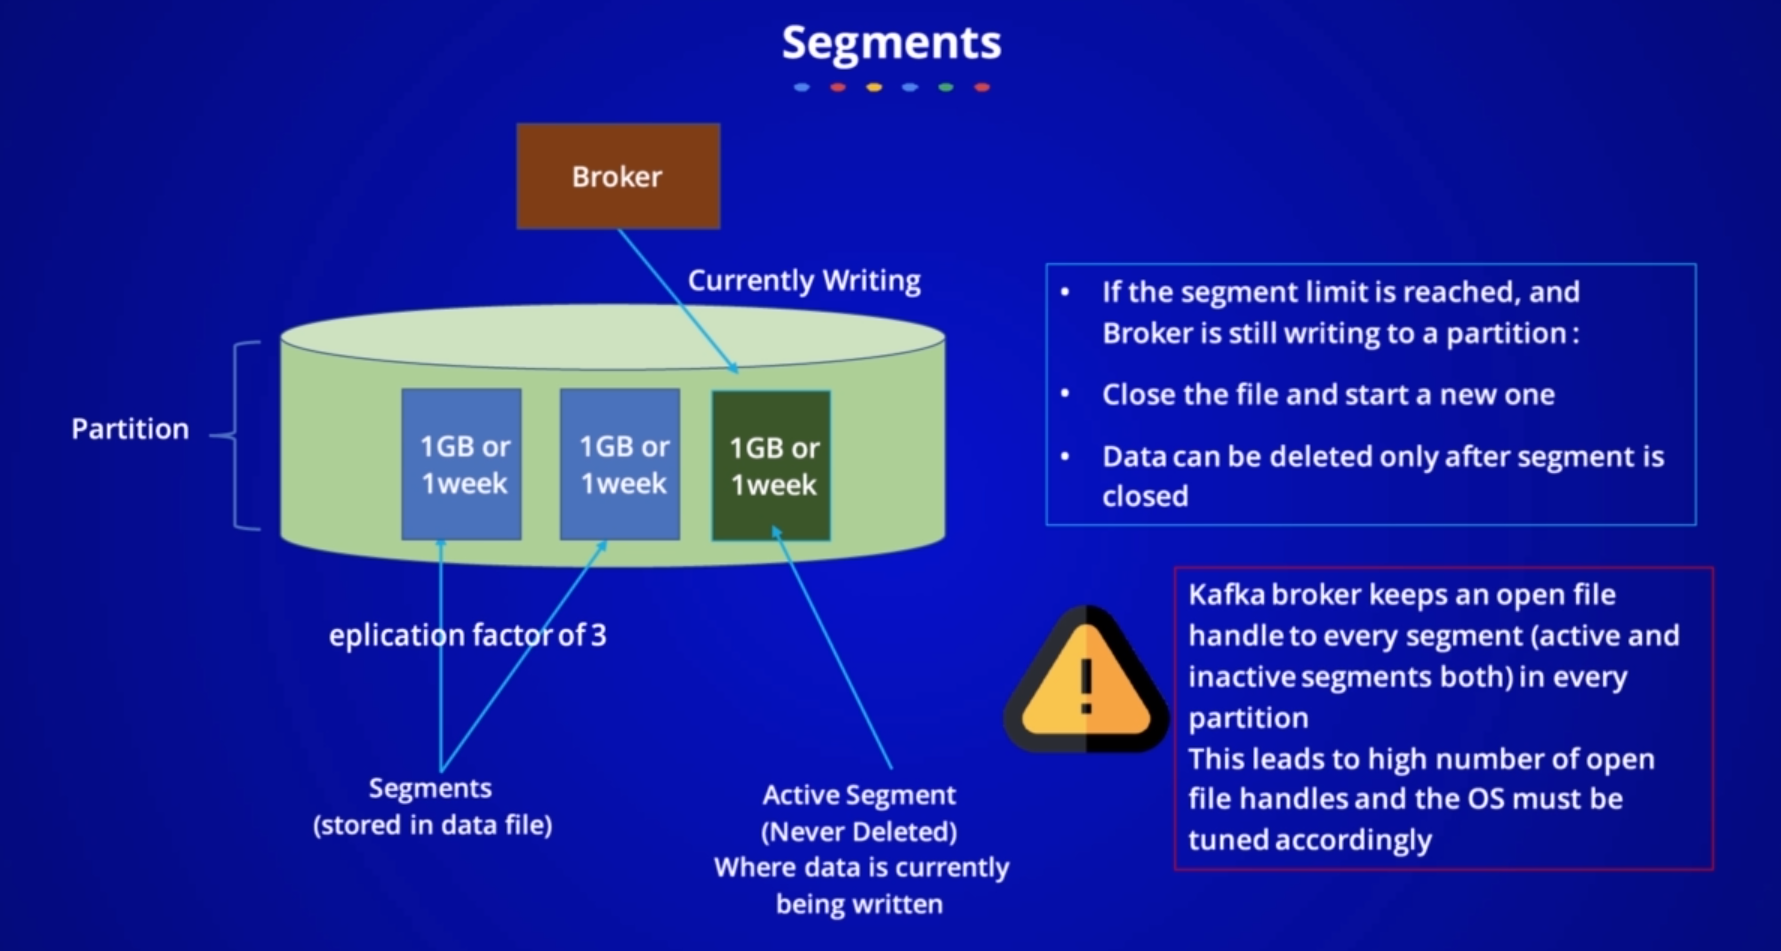 Segments
Broker
Currently Writing
Partition
1GB or
1week
1GB or
1week
1GB or
1week
eplication factor of 3
Segments
(stored in data file)
Active Segment
(Never Deleted)
Where data is currently
being written
• If the segment limit is reached, and
Broker is still writing to a partition :
• Close the file and start a new one
• Data can be deleted only after segment is
closed
Kafka broker keeps an open file
handle to every segment (active and
inactive segments both) in every
partition
This leads to high number of open
file handles and the OS must be
tuned accordingly